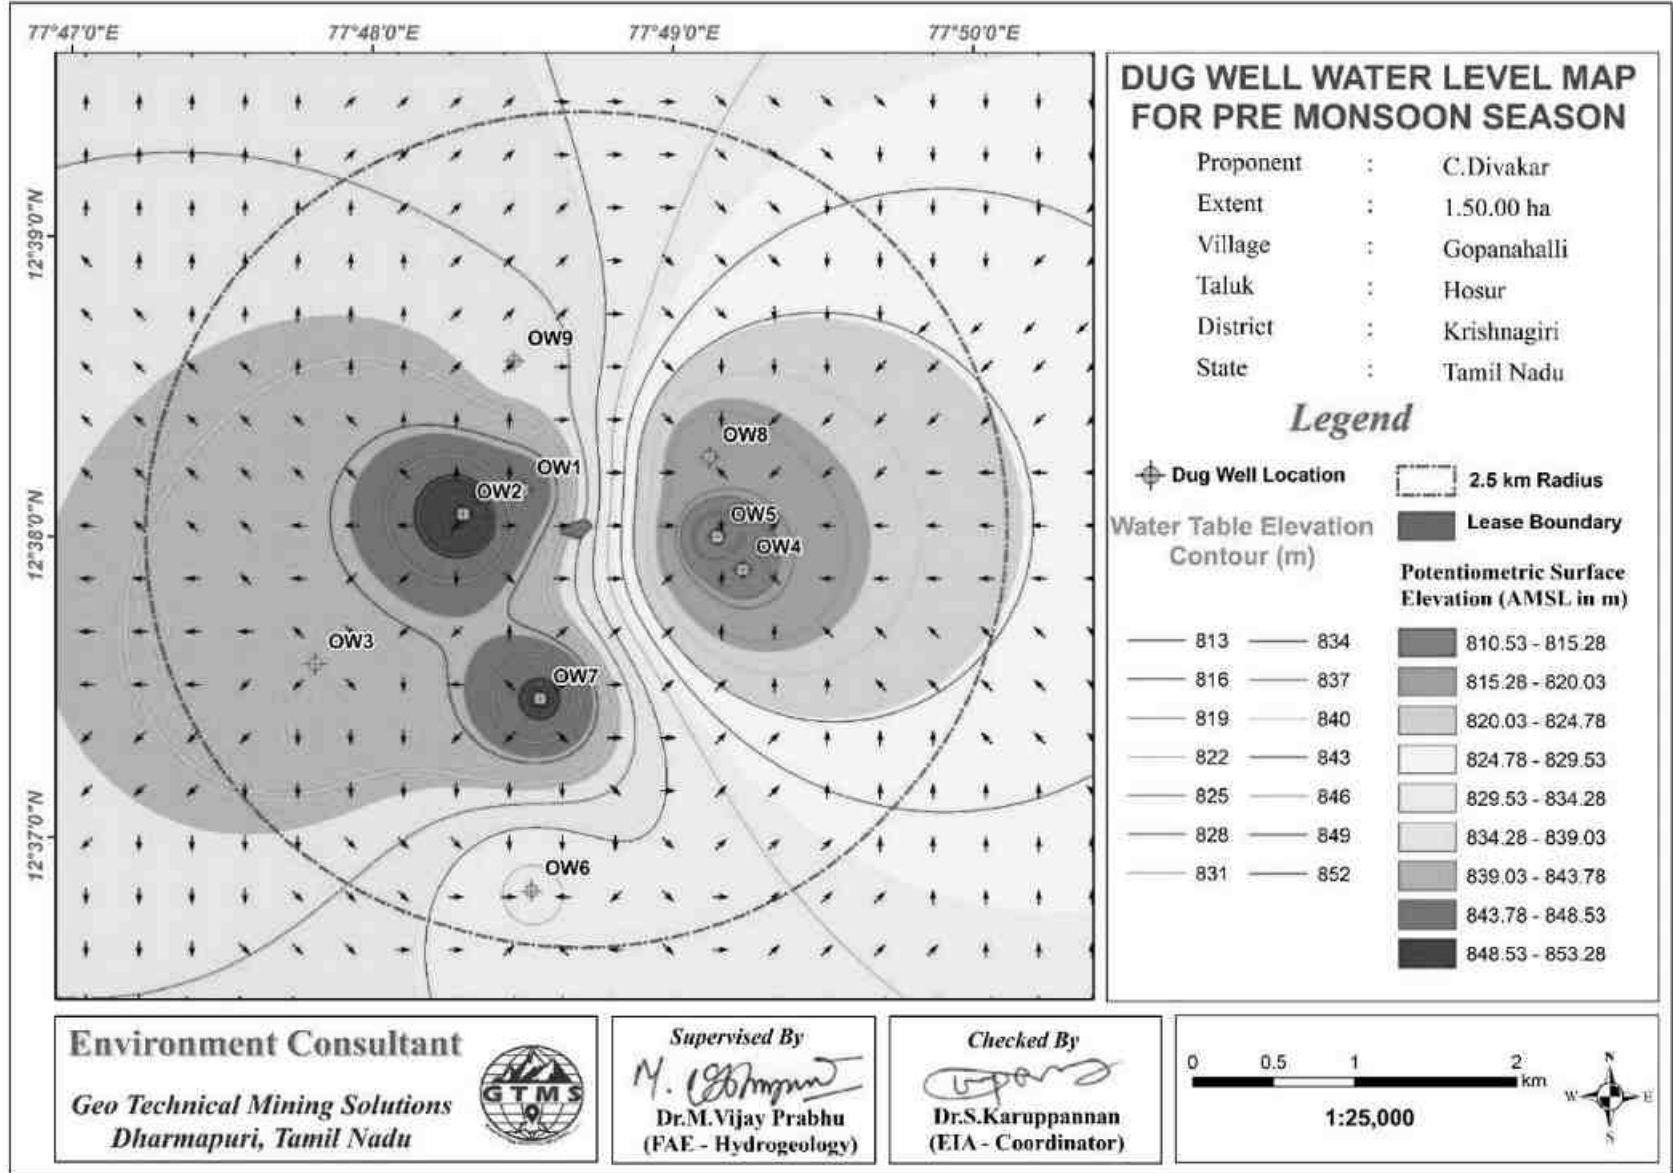 77°47'0"E 77°48'0"E 77°49'0"E 77°50'0"E
12°39'0"N
12°38'0"N
12°37'0"N
OW9
OW8
OW1
OW2
OW5
OW4
OW3
OW7
OW6
DUG WELL WATER LEVEL MAP
FOR PRE MONSOON SEASON
Proponent : C.Divakar
Extent : 1.50.00 ha
Village : Gopanahalli
Taluk : Hosur
District : Krishnagiri
State : Tamil Nadu
Legend
Dug Well Location
2.5 km Radius
Lease Boundary
Water Table Elevation
Contour (m)
813 834
816 837
819 840
822 843
825 846
828 849
831 852
Potentiometric Surface
Elevation (AMSL in m)
810.53 - 815.28
815.28 - 820.03
820.03 - 824.78
824.78 - 829.53
829.53 - 834.28
834.28 - 839.03
839.03 - 843.78
843.78 - 848.53
848.53 - 853.28
Environment Consultant
Geo Technical Mining Solutions
Dharmapuri, Tamil Nadu
GTMS
Supervised By
Dr.M.Vijay Prabhu
(FAE - Hydrogeology)
Checked By
Dr.S.Karuppannan
(EIA - Coordinator)
0 0.5 1 2
km
1:25,000
N
W E
S